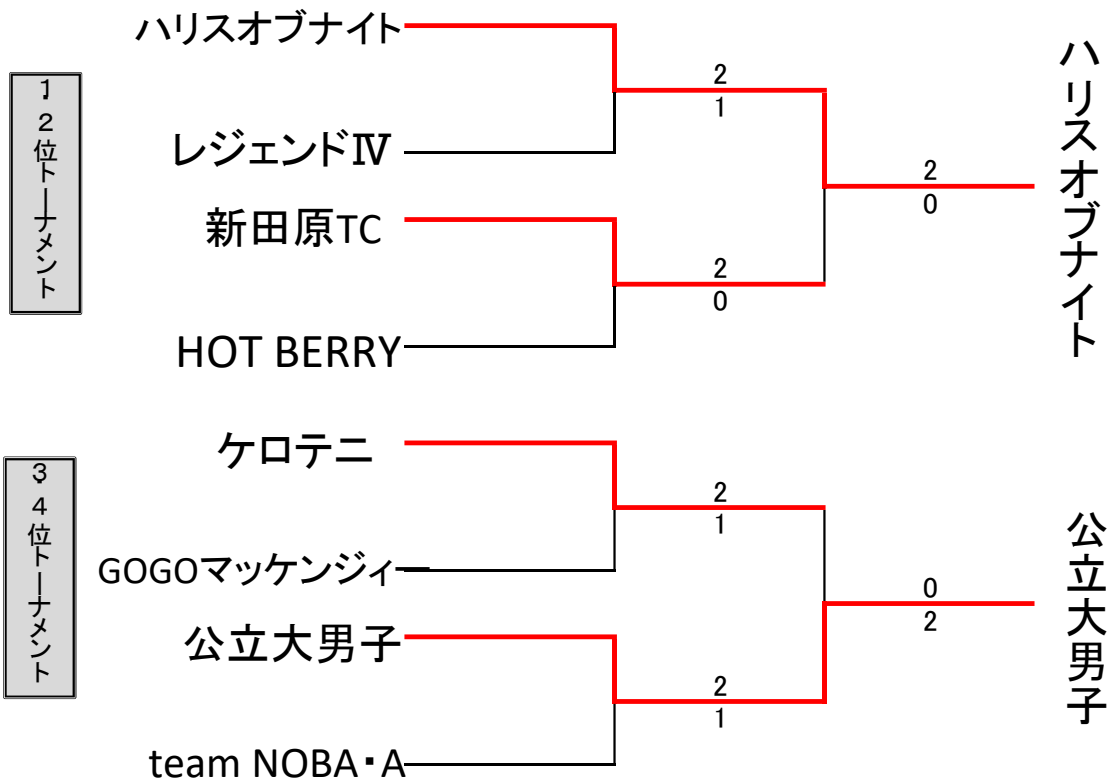 1,2位トーナメント
ハリスオブナイト
レジェンドⅣ
新田原TC
HOT BERRY
2
1
2
0
2
0
ハリスオブナイト
3,4位トーナメント
ケロテニ
GOGOマッケンジィー
公立大男子
team NOBA・A
2
1
2
1
0
2
公立大男子